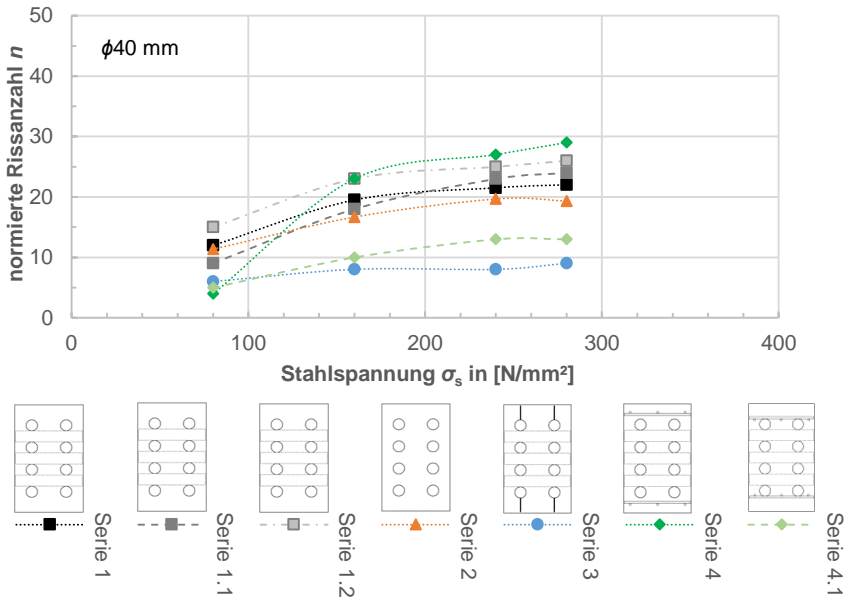 50
40
30
20
10
0
normierte Rissanzahl n
ϕ40 mm
0 100 200 300 400
Stahlspannung σs in [N/mm²]
Serie 1
Serie 1.1
Serie 1.2
Serie 2
Serie 3
Serie 4
Serie 4.1